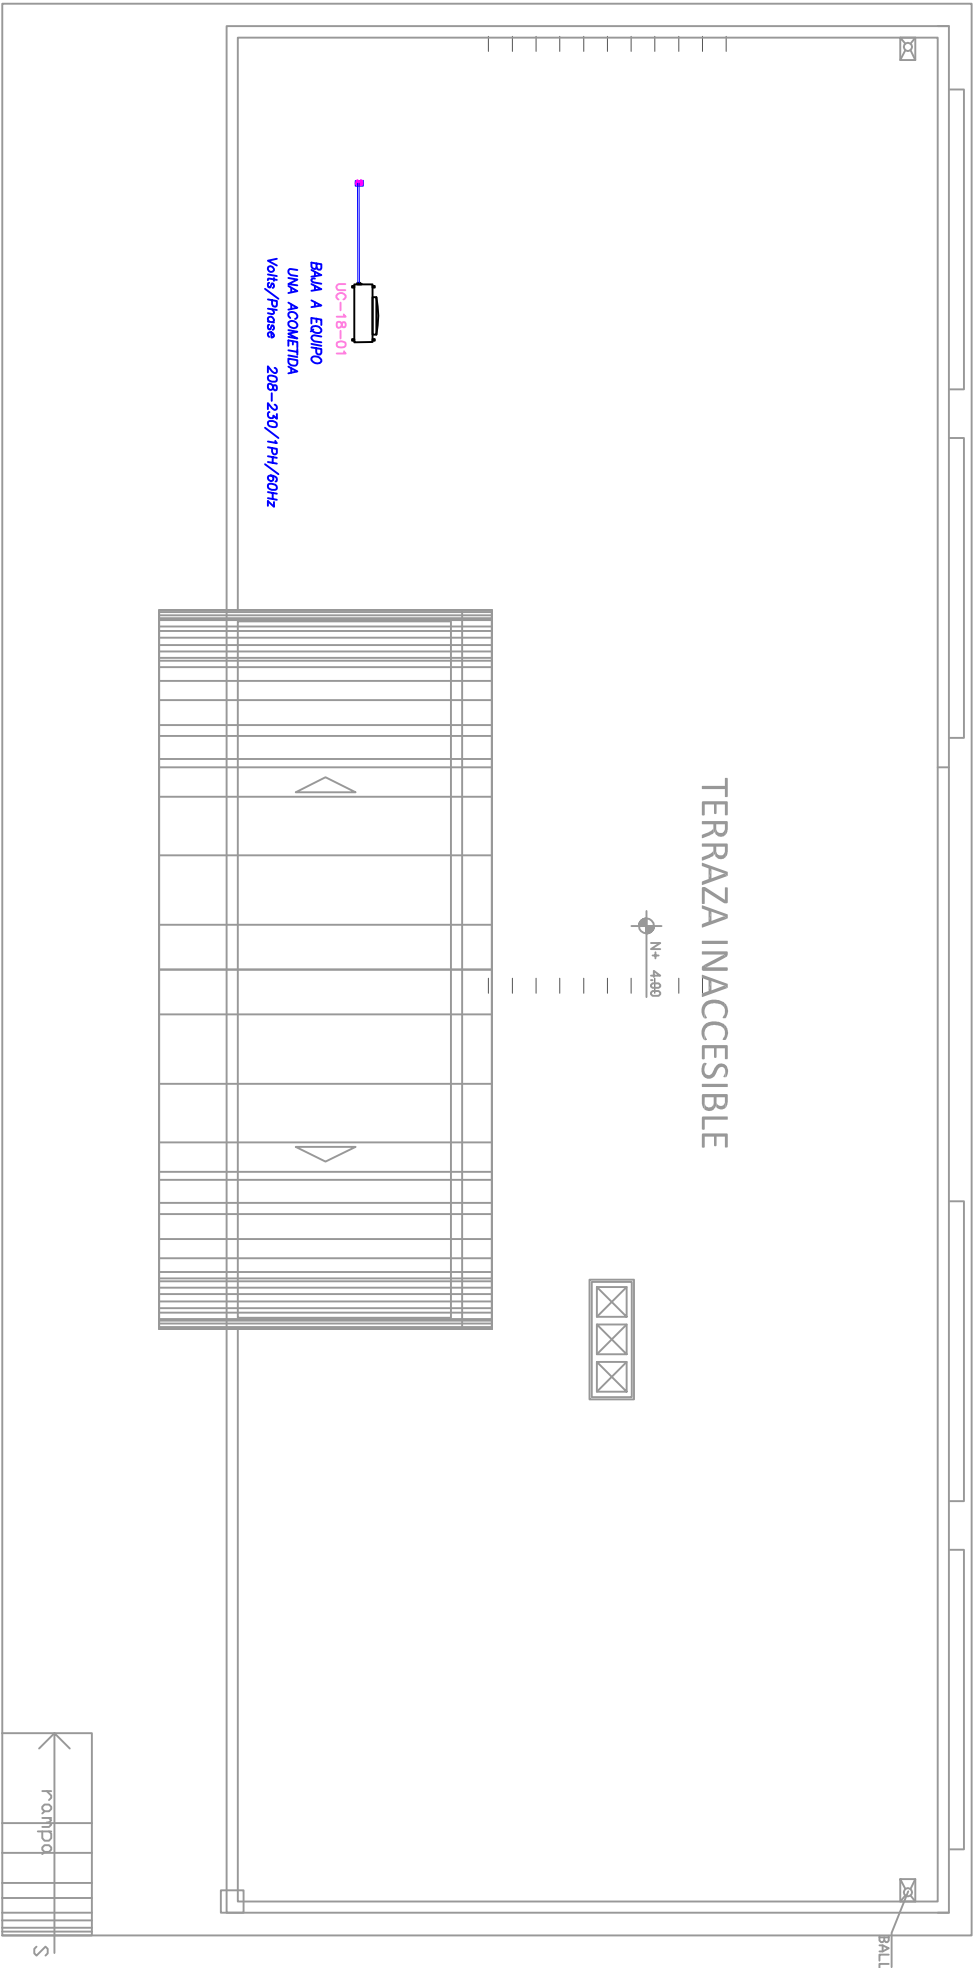 UC-18-01
BAJA A EQUIPO
UNA ACOMETIDA
Volts/Phase 208-230/1PH/60Hz
TERRAZA INACCESIBLE
N+ 4.00
rampa
S
BALL